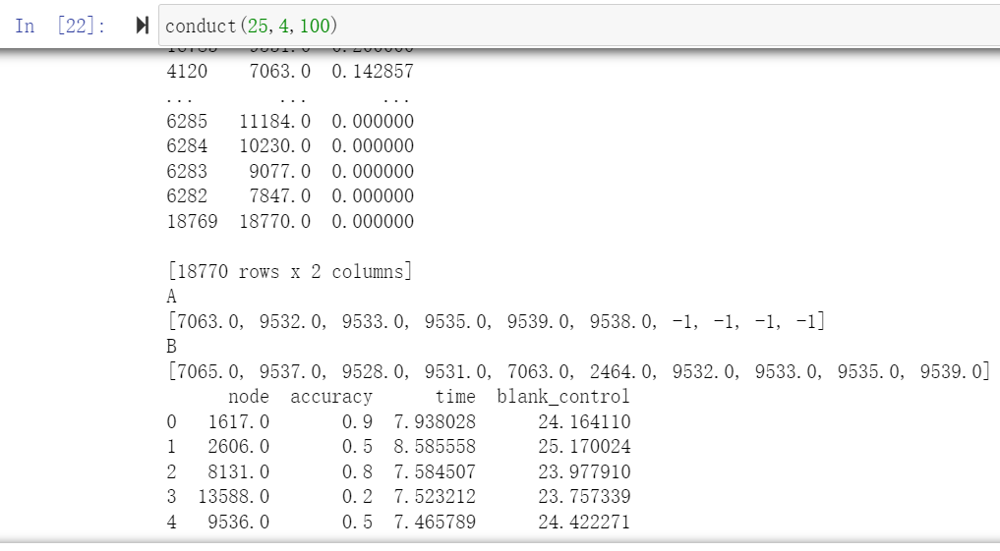 In [22]: conduct(25,4,100)
4120 7063.0 0.142857
... ... ...
6285 11184.0 0.000000
6284 10230.0 0.000000
6283 9077.0 0.000000
6282 7847.0 0.000000
18769 18770.0 0.000000
[18770 rows x 2 columns]
A
[7063.0, 9532.0, 9533.0, 9535.0, 9539.0, 9538.0, -1, -1, -1, -1]
B
[7065.0, 9537.0, 9528.0, 9531.0, 7063.0, 2464.0, 9532.0, 9533.0, 9535.0, 9539.0]
node accuracy time blank_control
0 1617.0 0.9 7.938028 24.164110
1 2606.0 0.5 8.585558 25.170024
2 8131.0 0.8 7.584507 23.977910
3 13588.0 0.2 7.523212 23.757339
4 9536.0 0.5 7.465789 24.422271